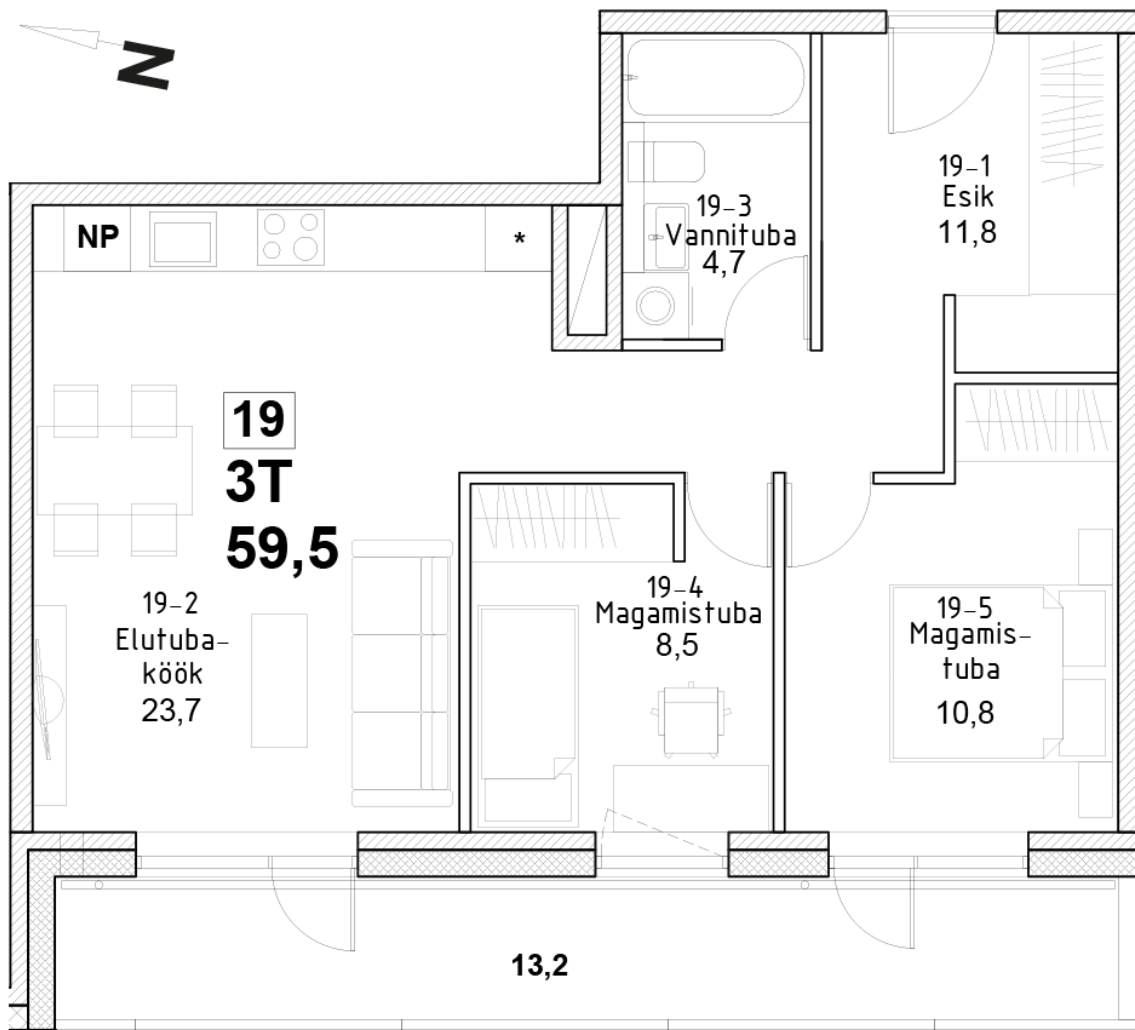 N
19-1
Esik
11,8
19-3
Vannituba
4,7
NP
*
19
3T
59,5
19-2
Elutuba-
köök
23,7
19-4
Magamistuba
8,5
19-5
Magamis-
tuba
10,8
13,2